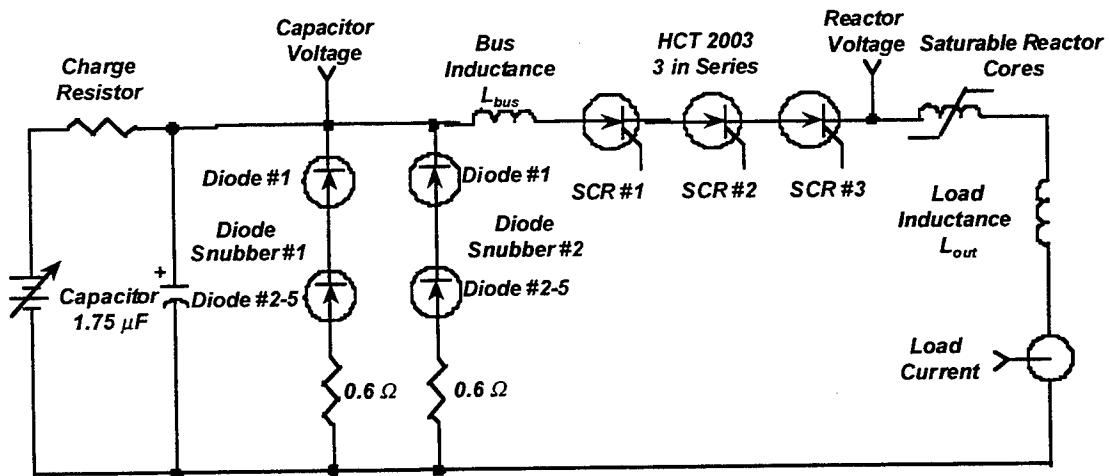 Charge
Resistor
Capacitor
Voltage
Bus
Inductance
L_bus
HCT 2003
3 in Series
Reactor
Voltage
Saturable Reactor
Cores
Diode #1
Diode #1
SCR #1
SCR #2
SCR #3
Diode
Snubber #1
Diode
Snubber #2
Load
Inductance
L_out
+
Capacitor
1.75 µF
Diode #2-5
Diode #2-5
0.6 Ω
0.6 Ω
Load
Current